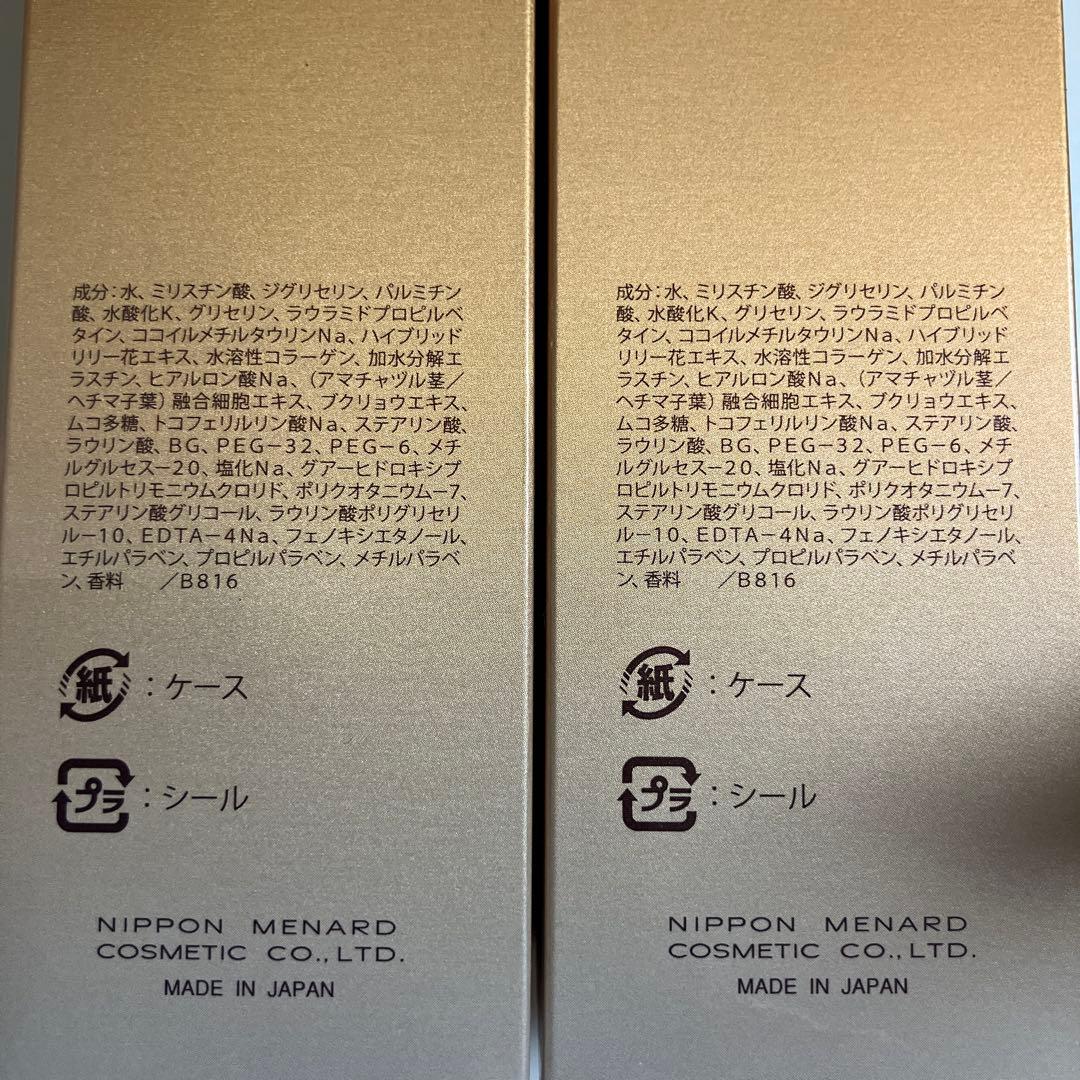 成分：水、ミリスチン酸、ジグリセリン、パルミチン
酸、水酸化K、グリセリン、ラウラミドプロピルベ
タイン、ココイルメチルタウリンNa、ハイブリッド
リリー花エキス、水溶性コラーゲン、加水分解エ
ラスチン、ヒアルロン酸Na、（アマチャヅル茎／
ヘチマ子葉）融合細胞エキス、ブクリョウエキス、
ムコ多糖、トコフェリルリン酸Na、ステアリン酸、
ラウリン酸、BG、PEG－32、PEG－6、メチ
ルグルセス－20、塩化Na、グアーヒドロキシプ
ロピルトリモニウムクロリド、ポリクオタニウム－7、
ステアリン酸グリコール、ラウリン酸ポリグリセリ
ル－10、EDTA－4Na、フェノキシエタノール、
エチルパラベン、プロピルパラベン、メチルパラベ
ン、香料　／B816
紙：ケース
プラ：シール
NIPPON MENARD
COSMETIC CO., LTD.
MADE IN JAPAN
成分：水、ミリスチン酸、ジグリセリン、パルミチン
酸、水酸化K、グリセリン、ラウラミドプロピルベ
タイン、ココイルメチルタウリンNa、ハイブリッド
リリー花エキス、水溶性コラーゲン、加水分解エ
ラスチン、ヒアルロン酸Na、（アマチャヅル茎／
ヘチマ子葉）融合細胞エキス、ブクリョウエキス、
ムコ多糖、トコフェリルリン酸Na、ステアリン酸、
ラウリン酸、BG、PEG－32、PEG－6、メチ
ルグルセス－20、塩化Na、グアーヒドロキシプ
ロピルトリモニウムクロリド、ポリクオタニウム－7、
ステアリン酸グリコール、ラウリン酸ポリグリセリ
ル－10、EDTA－4Na、フェノキシエタノール、
エチルパラベン、プロピルパラベン、メチルパラベ
ン、香料　／B816
紙：ケース
プラ：シール
NIPPON MENARD
COSMETIC CO., LTD.
MADE IN JAPAN